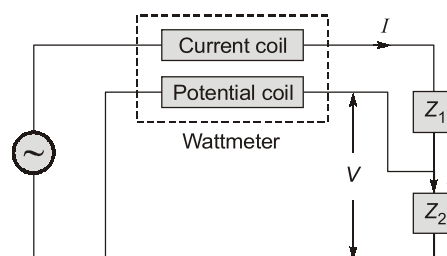 Current coil
I
Potential coil
Wattmeter
Z1
~
V
Z2